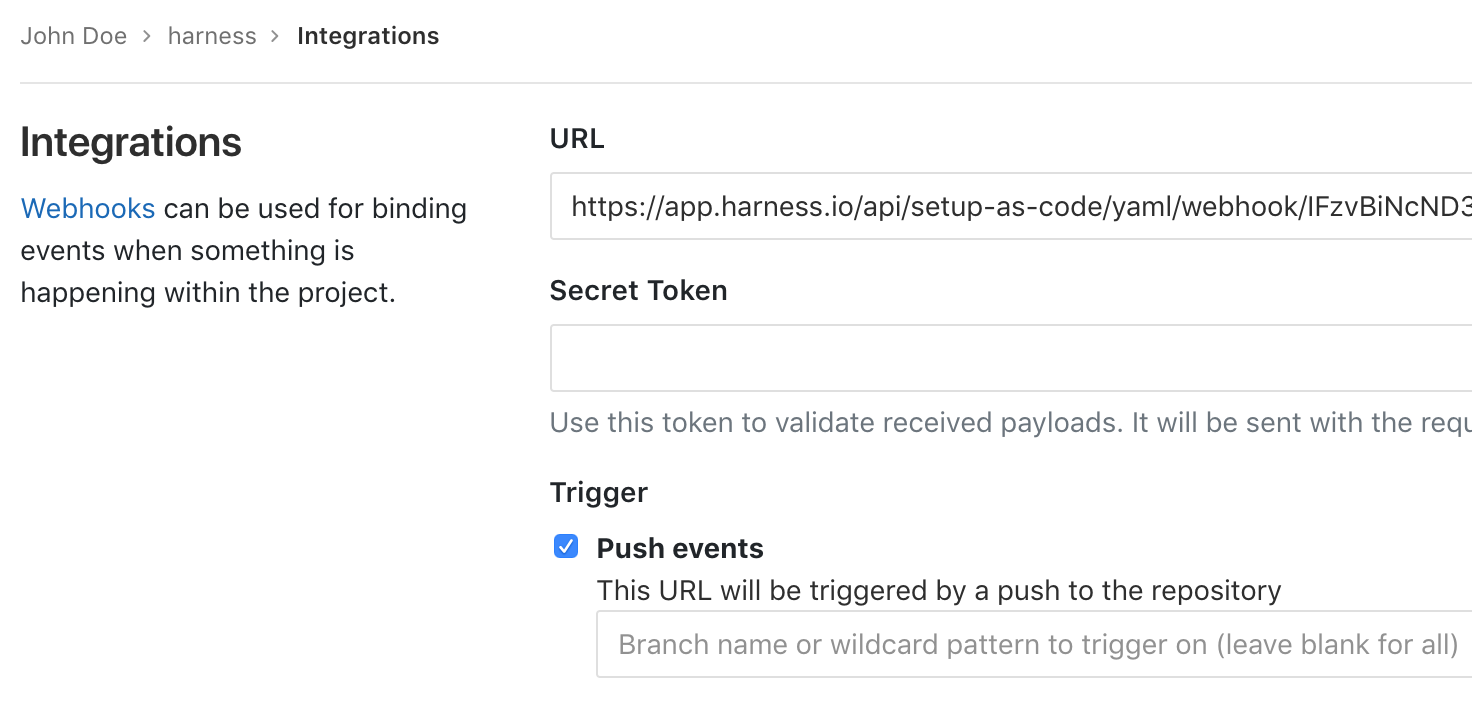 John Doe > harness > Integrations
Integrations
Webhooks can be used for binding
events when something is
happening within the project.
URL
https://app.harness.io/api/setup-as-code/yaml/webhook/IFzvBiNcND3
Secret Token
Use this token to validate received payloads. It will be sent with the requ
Trigger
Push events
This URL will be triggered by a push to the repository
Branch name or wildcard pattern to trigger on (leave blank for all)